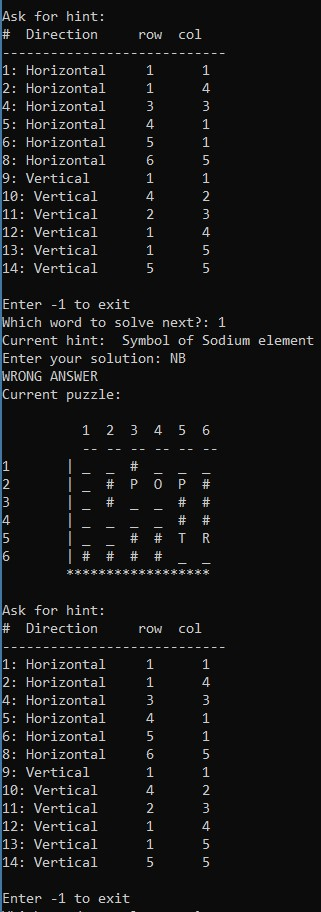 Ask for hint:
#  Direction     row  col
----------------------------
1: Horizontal     1      1
2: Horizontal     1      4
4: Horizontal     3      3
5: Horizontal     4      1
6: Horizontal     5      1
8: Horizontal     6      5
9: Vertical       1      1
10: Vertical      4      2
11: Vertical      2      3
12: Vertical      1      4
13: Vertical      1      5
14: Vertical      5      5

Enter -1 to exit
Which word to solve next?: 1
Current hint:  Symbol of Sodium element
Enter your solution: NB
WRONG ANSWER
Current puzzle:

          1  2  3  4  5  6
          -- -- ---- -- --
1       | _  _  #  _  _  _
2       | _  #  P  O  P  #
3       | _  #  _  _  #  #
4       | _  _  _  _  #  #
5       | _  _  #  #  T  R
6       | #  #  #  #  _  _
        ******************

Ask for hint:
#  Direction     row  col
----------------------------
1: Horizontal     1      1
2: Horizontal     1      4
4: Horizontal     3      3
5: Horizontal     4      1
6: Horizontal     5      1
8: Horizontal     6      5
9: Vertical       1      1
10: Vertical      4      2
11: Vertical      2      3
12: Vertical      1      4
13: Vertical      1      5
14: Vertical      5      5

Enter -1 to exit